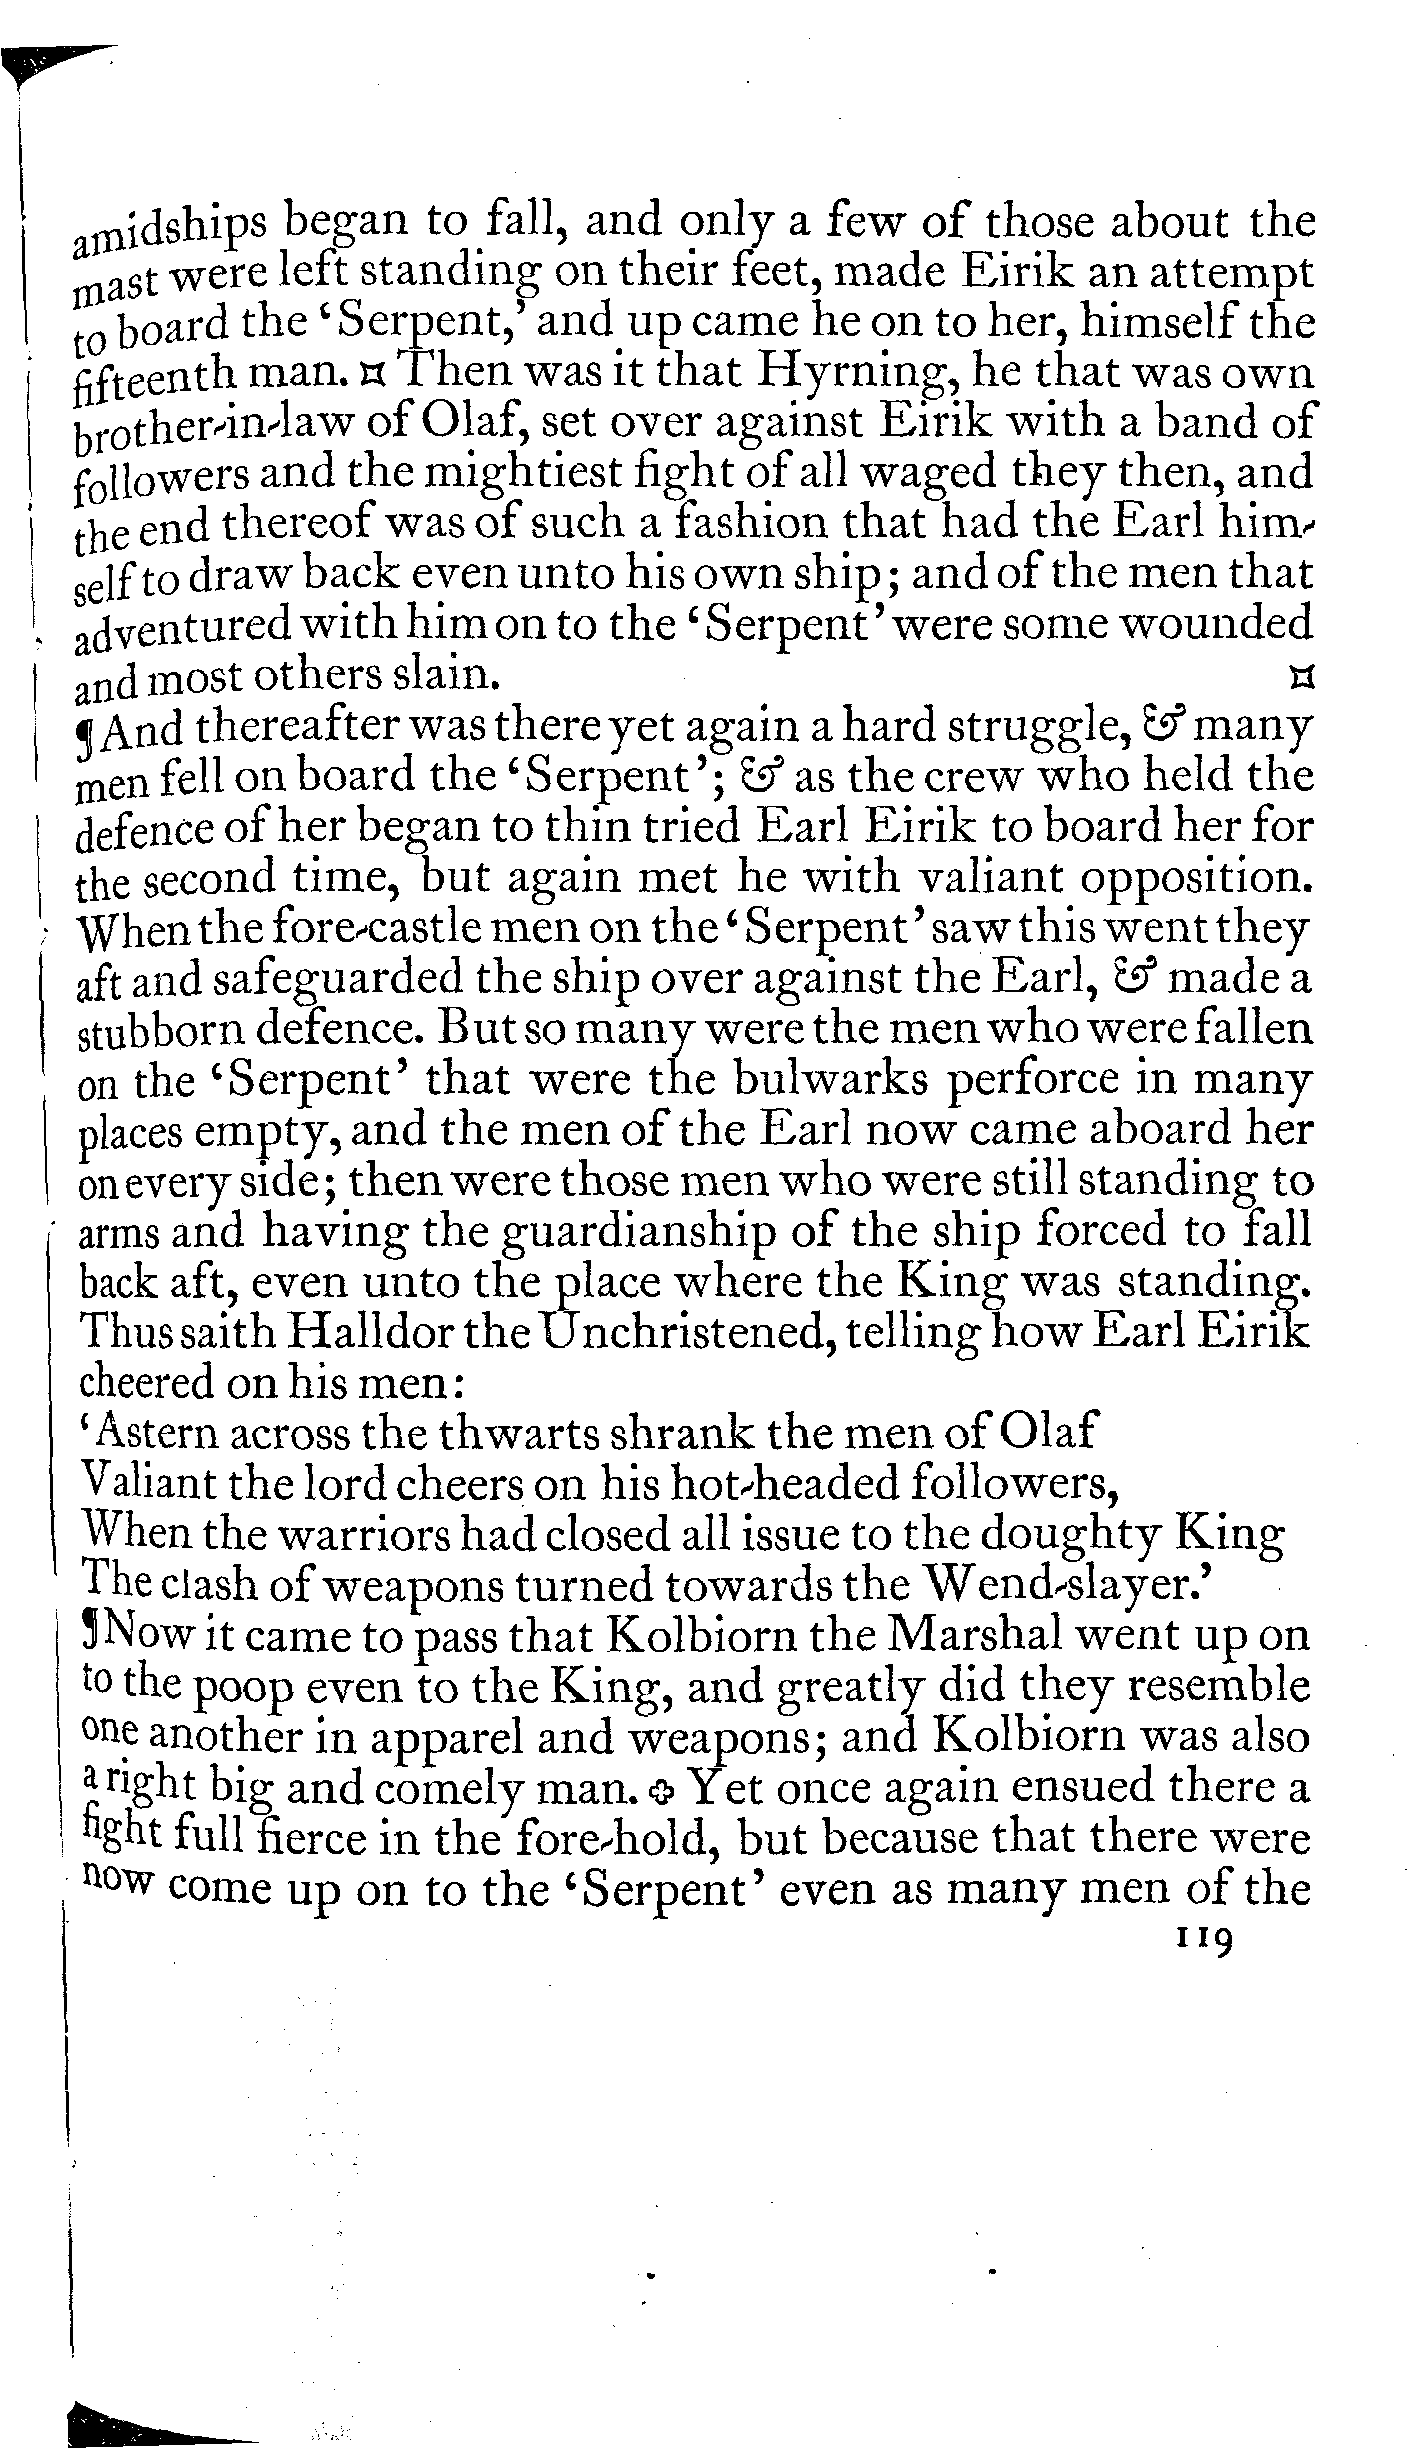 amidships began to fall, and only a few of those about the
mast were left standing on their feet, made Eirik an attempt
to board the ‘Serpent,’ and up came he on to her, himself the
fifteenth man. ¤ Then was it that Hyrning, he that was own
brother-in-law of Olaf, set over against Eirik with a band of
followers and the mightiest fight of all waged they then, and
the end thereof was of such a fashion that had the Earl him-
self to draw back even unto his own ship; and of the men that
adventured with him on to the ‘Serpent’ were some wounded
and most others slain. ¤
¶ And thereafter was there yet again a hard struggle, & many
men fell on board the ‘Serpent’; & as the crew who held the
defence of her began to thin tried Earl Eirik to board her for
the second time, but again met he with valiant opposition.
When the fore-castle men on the ‘Serpent’ saw this went they
aft and safeguarded the ship over against the Earl, & made a
stubborn defence. But so many were the men who were fallen
on the ‘Serpent’ that were the bulwarks perforce in many
places empty, and the men of the Earl now came aboard her
on every side; then were those men who were still standing to
arms and having the guardianship of the ship forced to fall
back aft, even unto the place where the King was standing.
Thus saith Halldor the Unchristened, telling how Earl Eirik
cheered on his men:
‘Astern across the thwarts shrank the men of Olaf
Valiant the lord cheers on his hot-headed followers,
When the warriors had closed all issue to the doughty King
The clash of weapons turned towards the Wend-slayer.’
¶ Now it came to pass that Kolbiorn the Marshal went up on
to the poop even to the King, and greatly did they resemble
one another in apparel and weapons; and Kolbiorn was also
a right big and comely man. ✥ Yet once again ensued there a
fight full fierce in the fore-hold, but because that there were
now come up on to the ‘Serpent’ even as many men of the
119